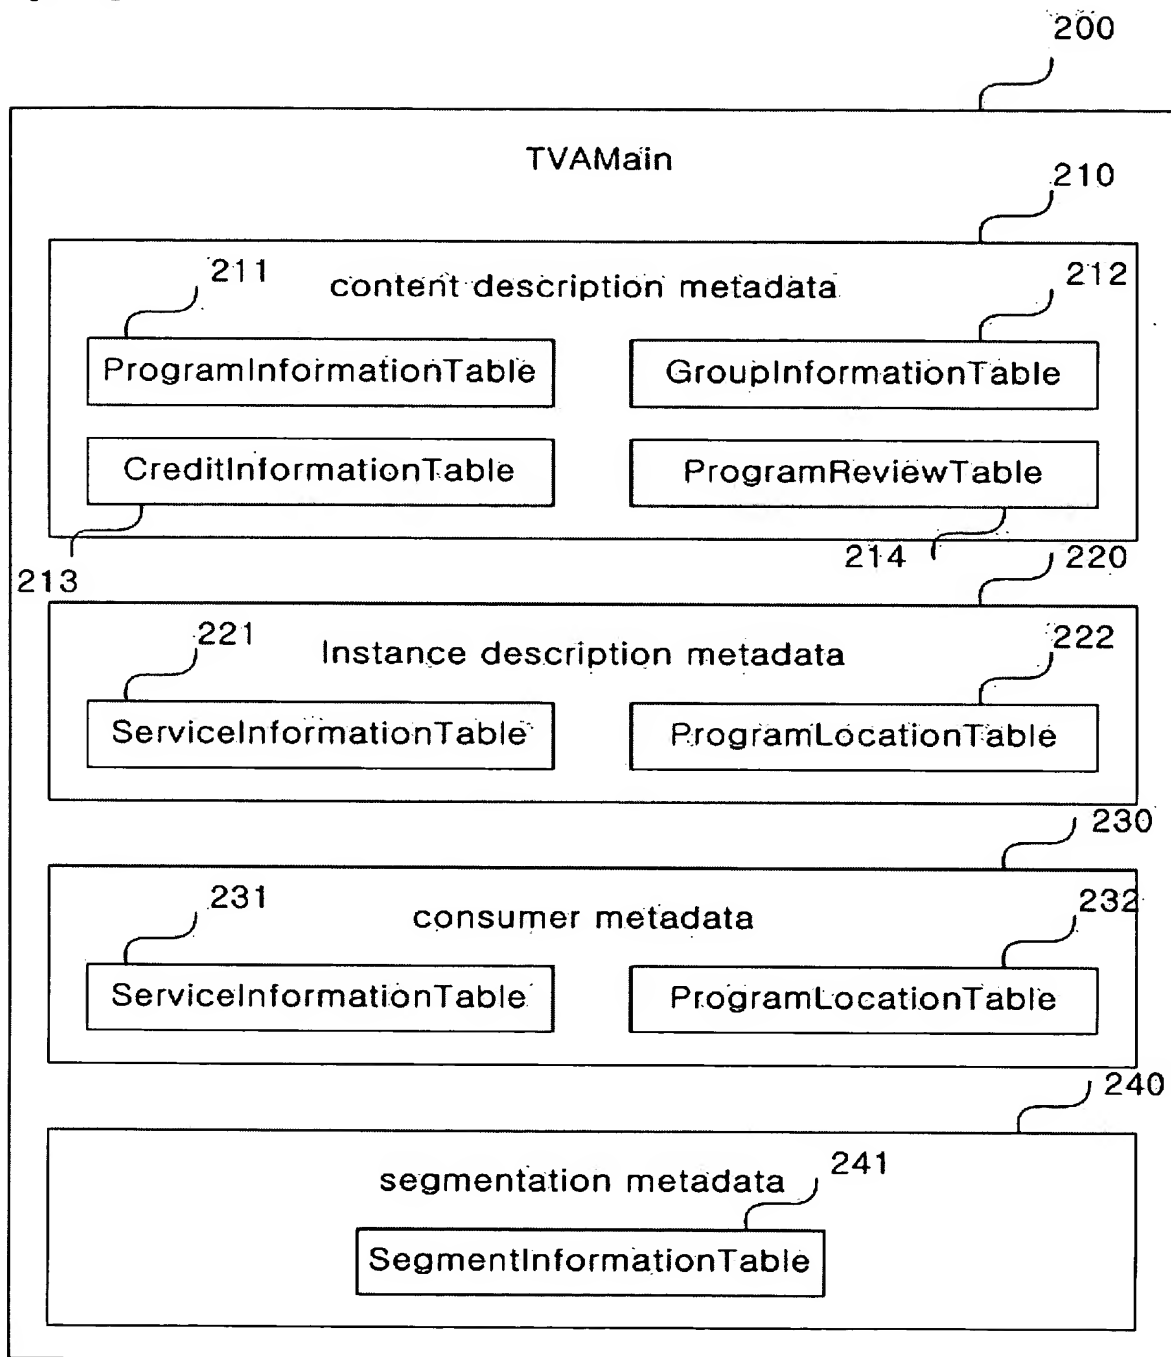 200
TVAMain
210
211
content description metadata
212
ProgramInformationTable
GroupInformationTable
CreditInformationTable
ProgramReviewTable
213
214
220
221
Instance description metadata
222
ServiceInformationTable
ProgramLocationTable
230
231
consumer metadata
232
ServiceInformationTable
ProgramLocationTable
240
segmentation metadata
241
SegmentInformationTable